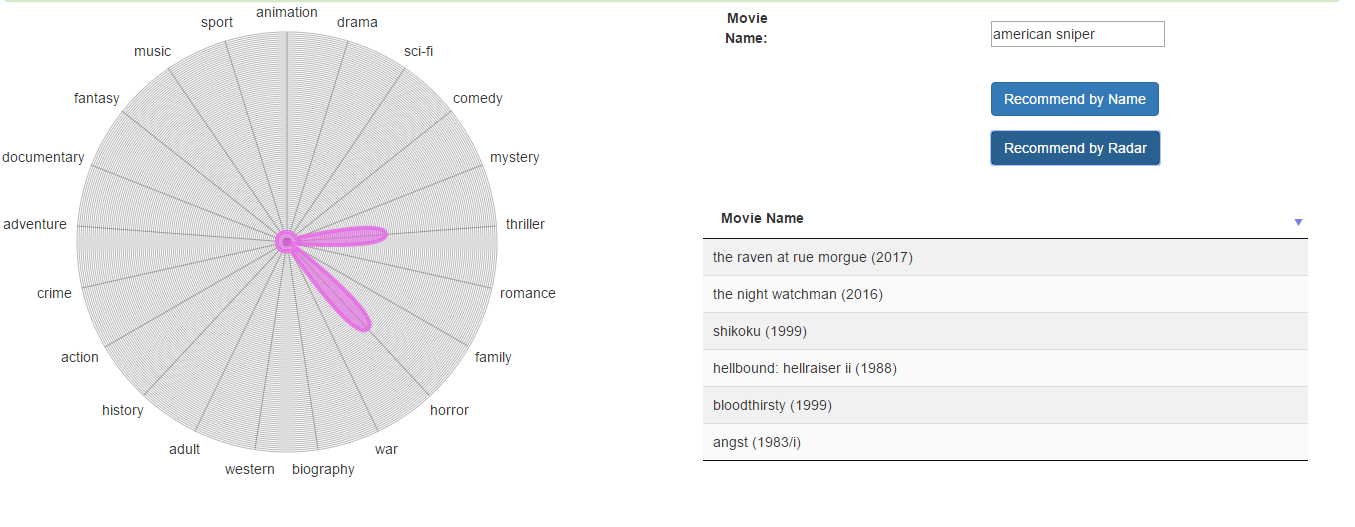 animation
drama
sci-fi
comedy
mystery
thriller
romance
family
horror
war
biography
western
adult
history
action
crime
adventure
documentary
fantasy
music
sport
Movie
Name:
american sniper
Recommend by Name
Recommend by Radar
Movie Name
the raven at rue morgue (2017)
the night watchman (2016)
shikoku (1999)
hellbound: hellraiser ii (1988)
bloodthirsty (1999)
angst (1983/i)